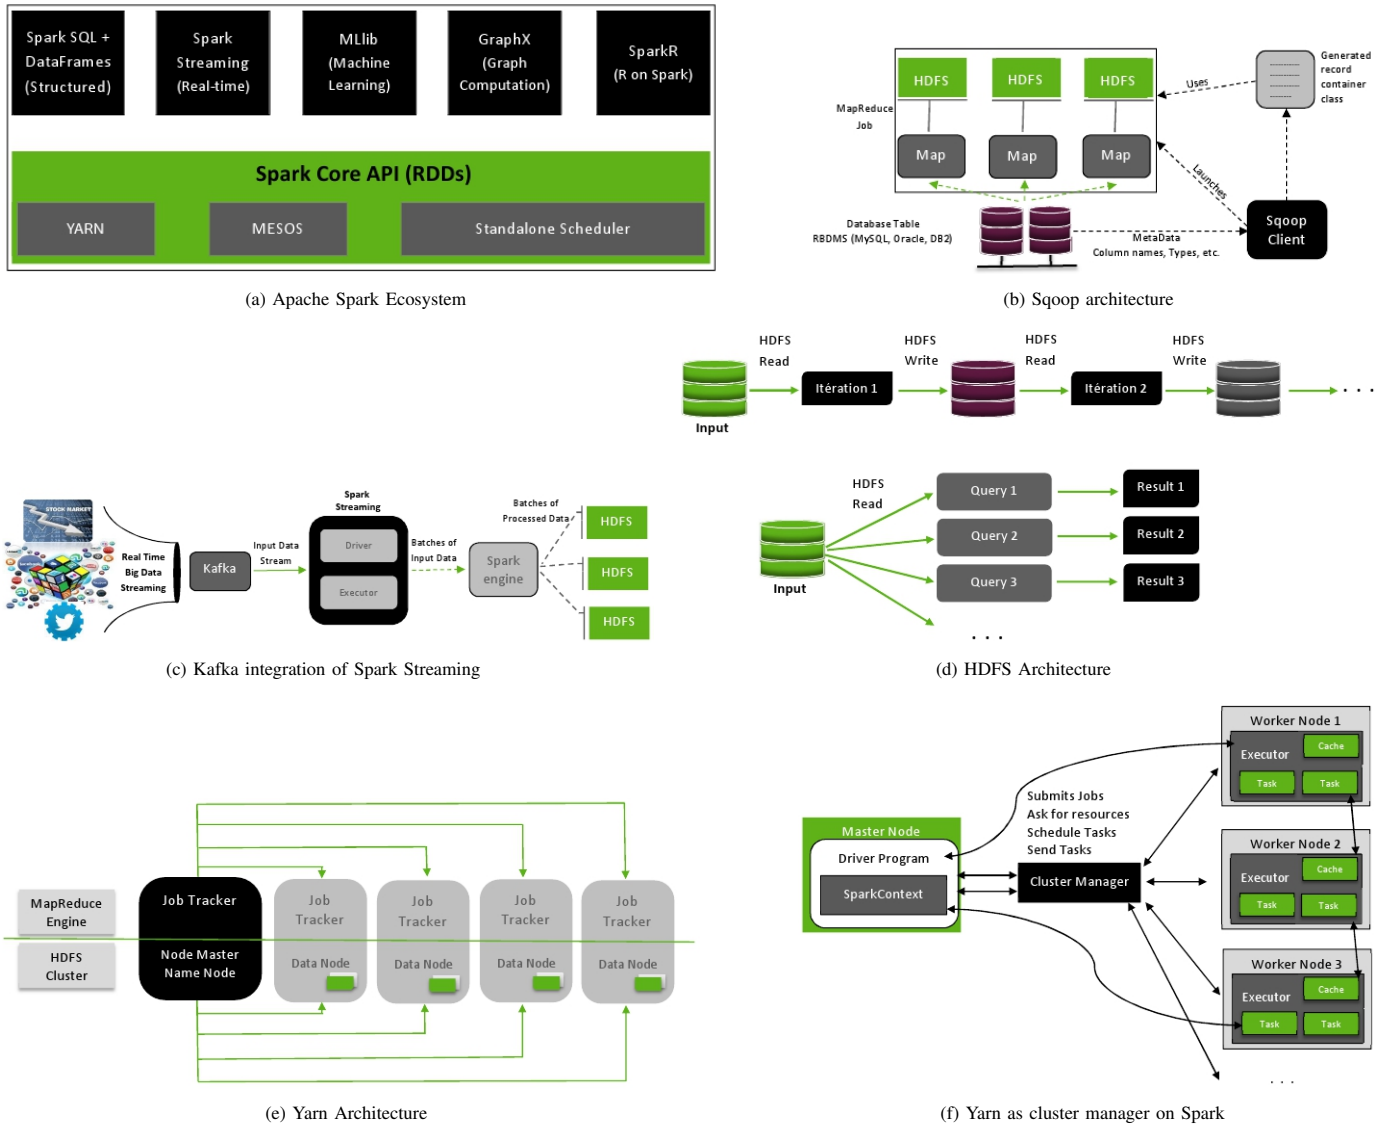 Spark SQL +
DataFrames
(Structured)
Spark
Streaming
(Real-time)
MLlib
(Machine
Learning)
GraphX
(Graph
Computation)
SparkR
(R on Spark)
Spark Core API (RDDs)
YARN
MESOS
Standalone Scheduler
(a) Apache Spark Ecosystem
MapReduce
Job
HDFS
HDFS
HDFS
Map
Map
Map
Uses
Generated
record
container
class
Launches
Database Table
RBDMS (MySQL, Oracle, DB2)
MetaData
Column names, Types, etc.
Sqoop
Client
(b) Sqoop architecture
STOCK MARKET
Real Time
Big Data
Streaming
Kafka
Input Data
Stream
Spark
Streaming
Driver
Executor
Batches of
Input Data
Spark
engine
Batches of
Processed Data
HDFS
HDFS
HDFS
(c) Kafka integration of Spark Streaming
HDFS
Read
HDFS
Write
HDFS
Read
HDFS
Write
Input
Itération 1
Itération 2
. . .
HDFS
Read
Input
Query 1
Query 2
Query 3
Result 1
Result 2
Result 3
. . .
(d) HDFS Architecture
MapReduce
Engine
HDFS
Cluster
Job Tracker
Node Master
Name Node
Job
Tracker
Data Node
Job
Tracker
Data Node
Job
Tracker
Data Node
Job
Tracker
Data Node
(e) Yarn Architecture
Master Node
Driver Program
SparkContext
Submits Jobs
Ask for resources
Schedule Tasks
Send Tasks
Cluster Manager
Worker Node 1
Executor
Cache
Task
Task
Worker Node 2
Executor
Cache
Task
Task
Worker Node 3
Executor
Cache
Task
Task
. . .
(f) Yarn as cluster manager on Spark